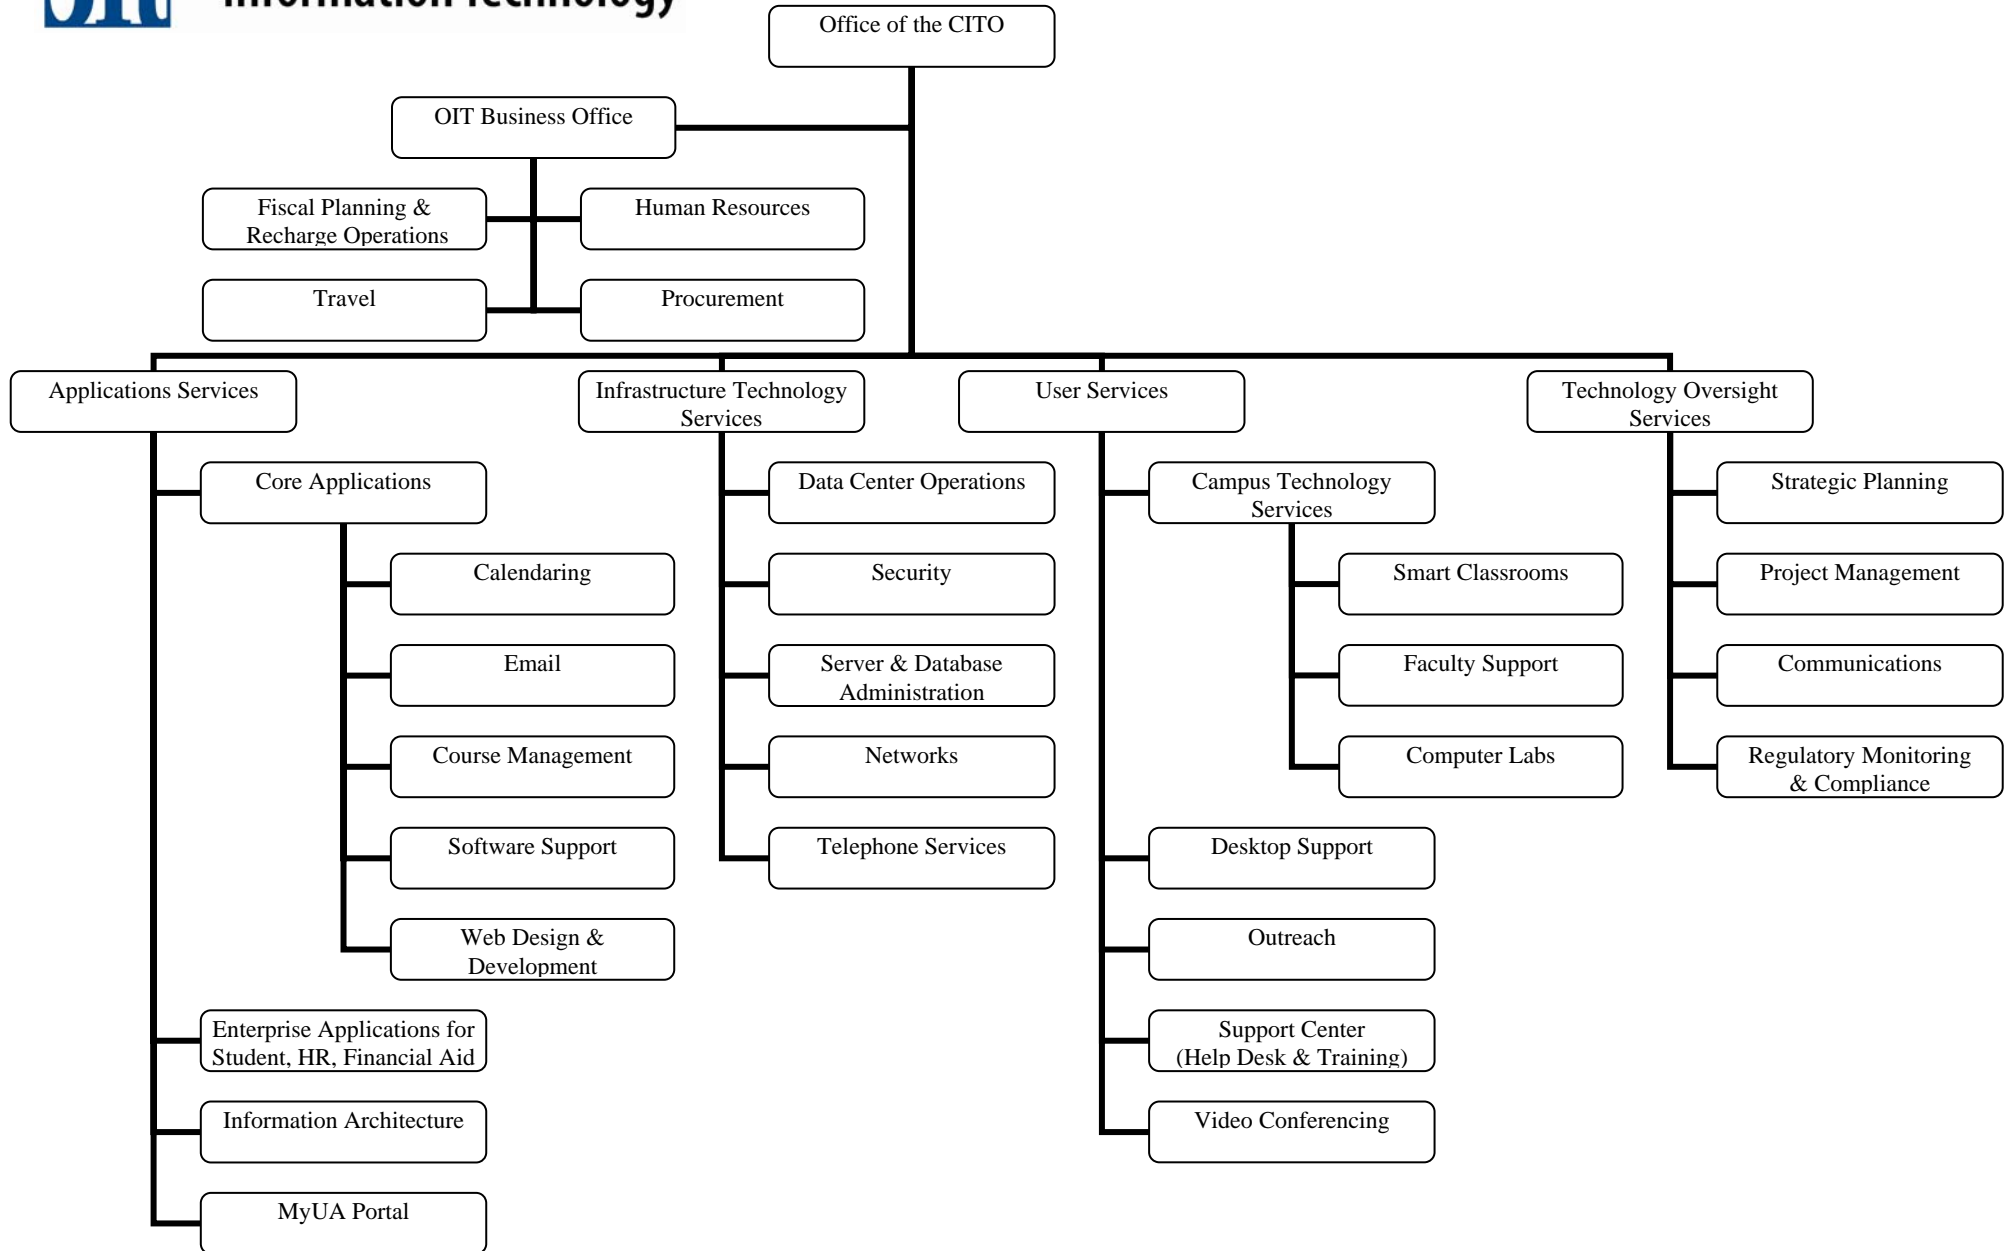 Information Technology
Office of the CITO
OIT Business Office
Fiscal Planning &
Recharge Operations
Human Resources
Travel
Procurement
Applications Services
Infrastructure Technology
Services
User Services
Technology Oversight
Services
Core Applications
Data Center Operations
Campus Technology
Services
Strategic Planning
Calendaring
Security
Smart Classrooms
Project Management
Email
Server & Database
Administration
Faculty Support
Communications
Course Management
Networks
Computer Labs
Regulatory Monitoring
& Compliance
Software Support
Telephone Services
Desktop Support
Web Design &
Development
Outreach
Enterprise Applications for
Student, HR, Financial Aid
Support Center
(Help Desk & Training)
Information Architecture
Video Conferencing
MyUA Portal